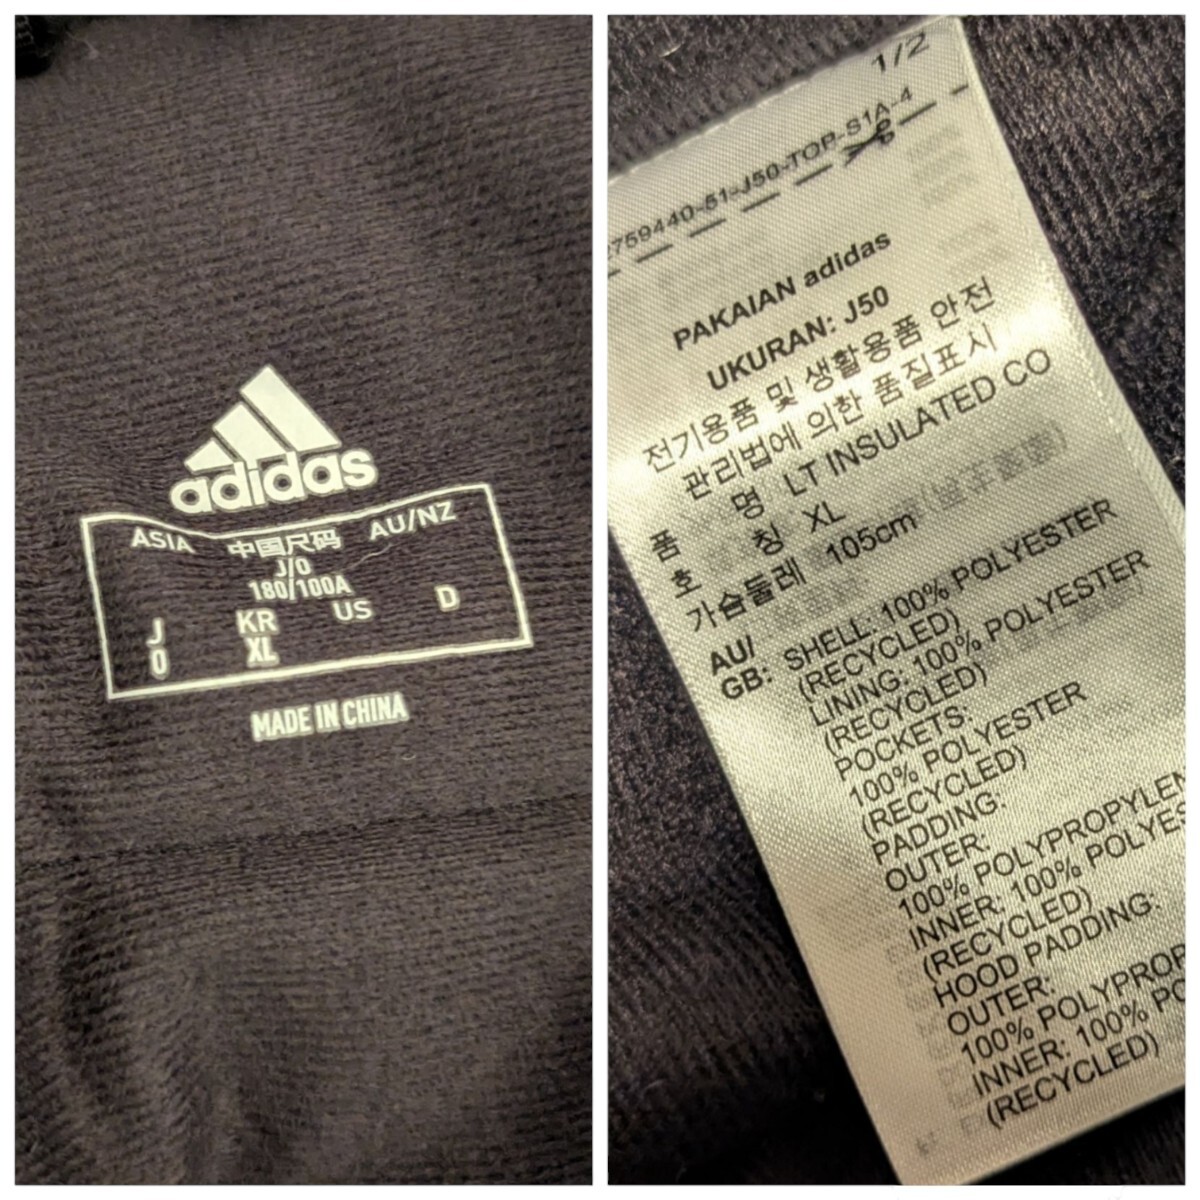 adidas
ASIA 中国尺码 AU/NZ
J/O
180/100A
J KR US D
O XL
MADE IN CHINA
1/2
759440-51-J50-TOP-S1A-4
PAKAIAN adidas
UKURAN: J50
전기용품 및 생활용품 안전
관리법에 의한 품질표시
품 명 LT INSULATED CO
호 칭 XL
가슴둘레 105cm
AU/
GB: SHELL: 100% POLYESTER
(RECYCLED)
LINING: 100% POLYESTER
(RECYCLED)
POCKETS:
100% POLYESTER
(RECYCLED)
PADDING:
OUTER:
100% POLYPROPYLEN
INNER: 100% POLYES
(RECYCLED)
HOOD PADDING:
OUTER:
100% POLYPROP
INNER: 100% PO
(RECYCLED)